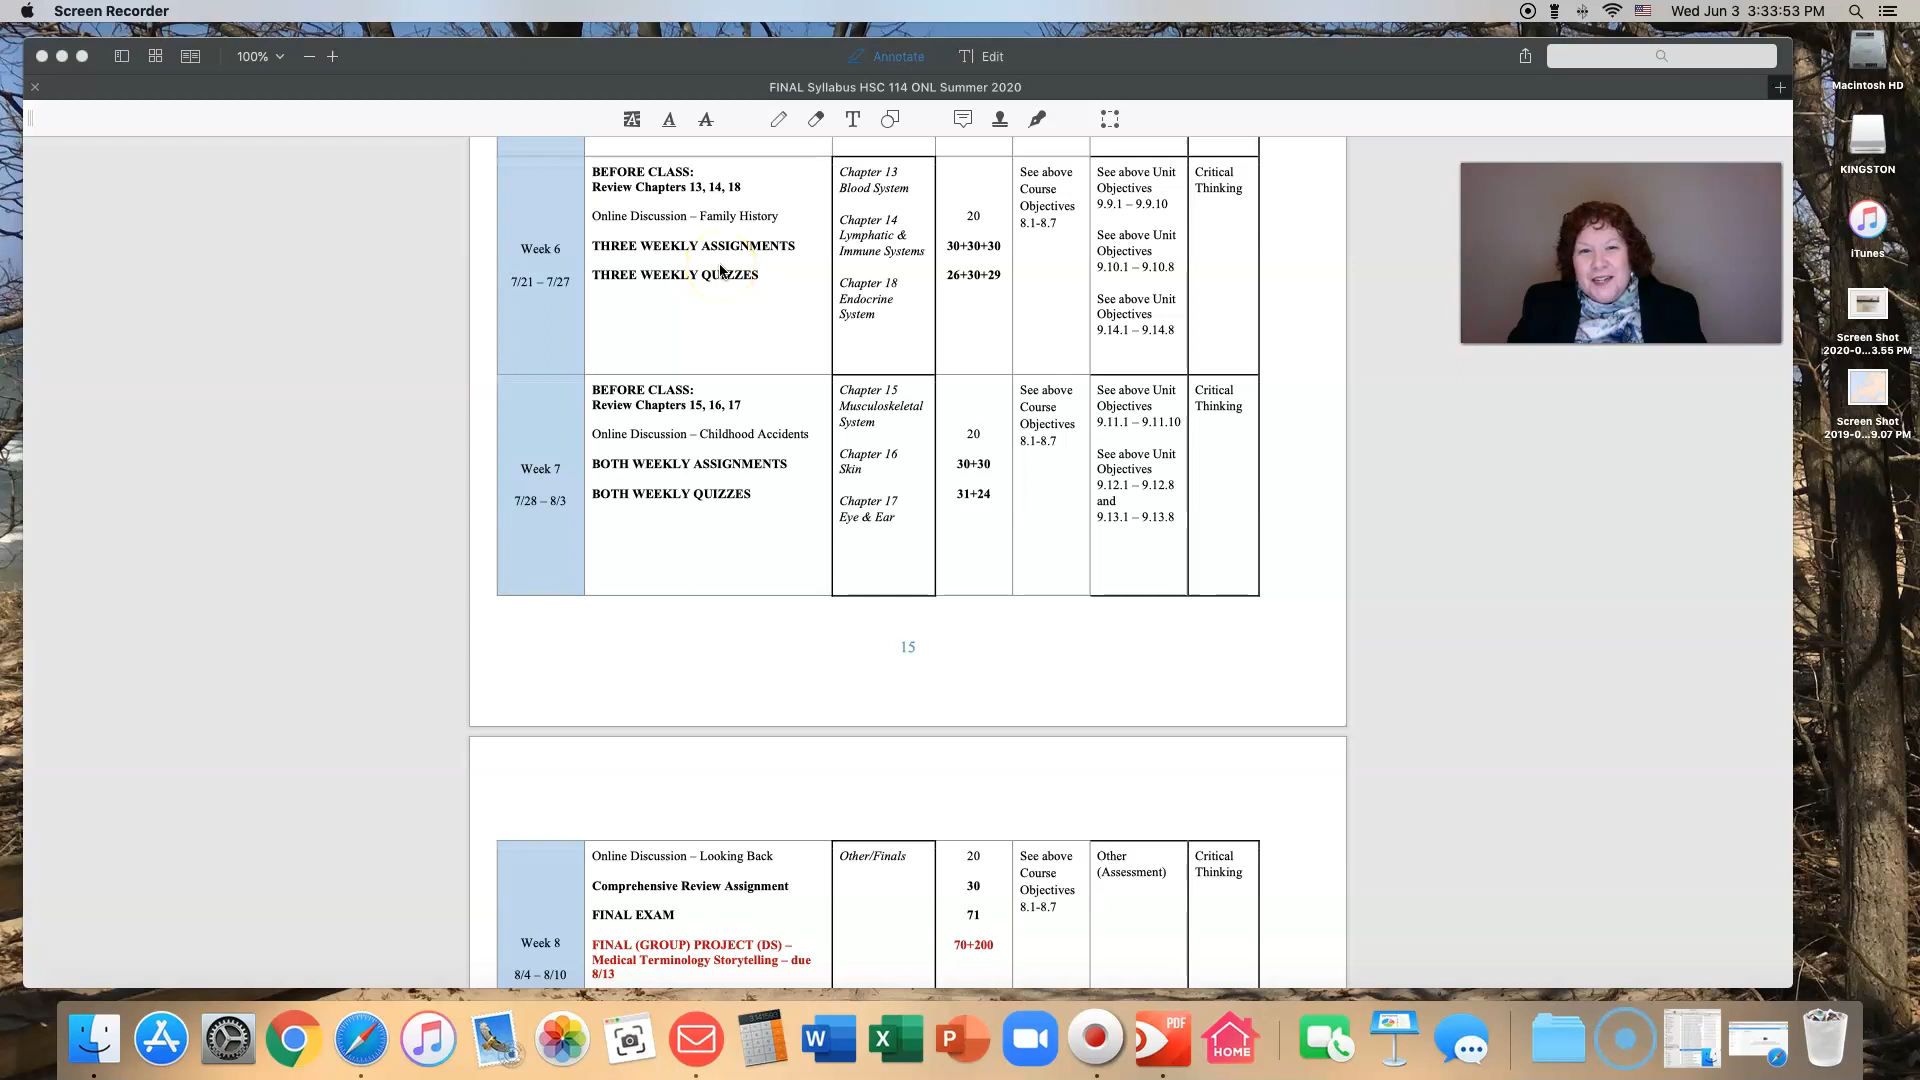 Screen Recorder
Wed Jun 3 3:33:53 PM
100%
Annotate
Edit
FINAL Syllabus HSC 114 ONL Summer 2020
Week 6
7/21 – 7/27
BEFORE CLASS:
Review Chapters 13, 14, 18
Online Discussion – Family History
THREE WEEKLY ASSIGNMENTS
THREE WEEKLY QUIZZES
Chapter 13
Blood System
Chapter 14
Lymphatic &
Immune Systems
Chapter 18
Endocrine
System
20
30+30+30
26+30+29
See above
Course
Objectives
8.1-8.7
See above Unit
Objectives
9.9.1 – 9.9.10
See above Unit
Objectives
9.10.1 – 9.10.8
See above Unit
Objectives
9.14.1 – 9.14.8
Critical
Thinking
Week 7
7/28 – 8/3
BEFORE CLASS:
Review Chapters 15, 16, 17
Online Discussion – Childhood Accidents
BOTH WEEKLY ASSIGNMENTS
BOTH WEEKLY QUIZZES
Chapter 15
Musculoskeletal
System
Chapter 16
Skin
Chapter 17
Eye & Ear
20
30+30
31+24
See above
Course
Objectives
8.1-8.7
See above Unit
Objectives
9.11.1 – 9.11.10
See above Unit
Objectives
9.12.1 – 9.12.8
and
9.13.1 – 9.13.8
Critical
Thinking
15
Week 8
8/4 – 8/10
Online Discussion – Looking Back
Comprehensive Review Assignment
FINAL EXAM
FINAL (GROUP) PROJECT (DS) –
Medical Terminology Storytelling – due
8/13
Other/Finals
20
30
71
70+200
See above
Course
Objectives
8.1-8.7
Other
(Assessment)
Critical
Thinking
Macintosh HD
KINGSTON
iTunes
Screen Shot
2020-0...3.55 PM
Screen Shot
2019-0...9.07 PM
W
X
P
PDF
HOME